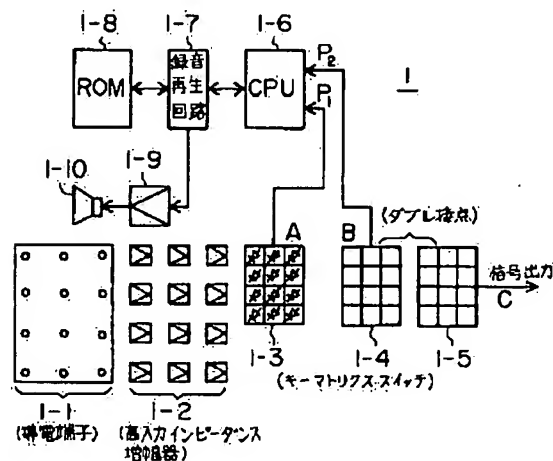 1-8 1-7 1-6
ROM
録音
再生
回路
CPU
P2
P1
1
1-10 1-9
A
B
(ダブル接点)
信号出力
C
1-3
1-4 1-5
(キーマトリクススイッチ)
1-1
(導電端子)
1-2
(高入力インピーダンス
増幅器)